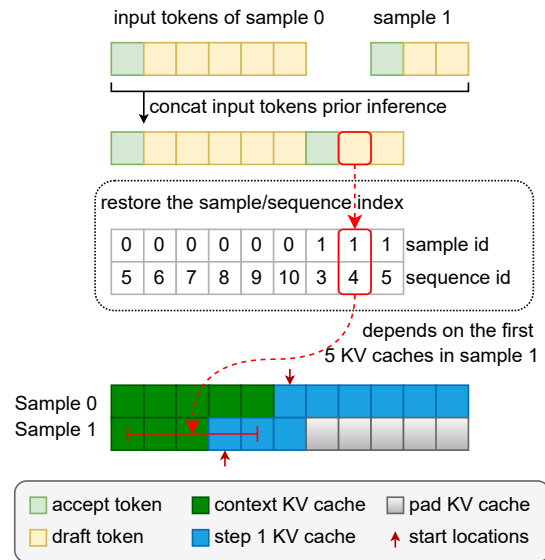 input tokens of sample 0
sample 1
concat input tokens prior inference
restore the sample/sequence index
0 0 0 0 0 0 1 1 1 sample id
5 6 7 8 9 10 3 4 5 sequence id
depends on the first
5 KV caches in sample 1
Sample 0
Sample 1
accept token
context KV cache
pad KV cache
draft token
step 1 KV cache
start locations